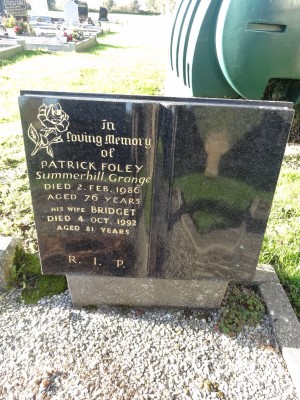 In
Loving Memory
of
PATRICK FOLEY
Summerhill, Grange
DIED 2. FEB. 1986
AGED 76 YEARS
HIS WIFE BRIDGET
DIED 4 OCT. 1992
AGED 81 YEARS
R. I. P.